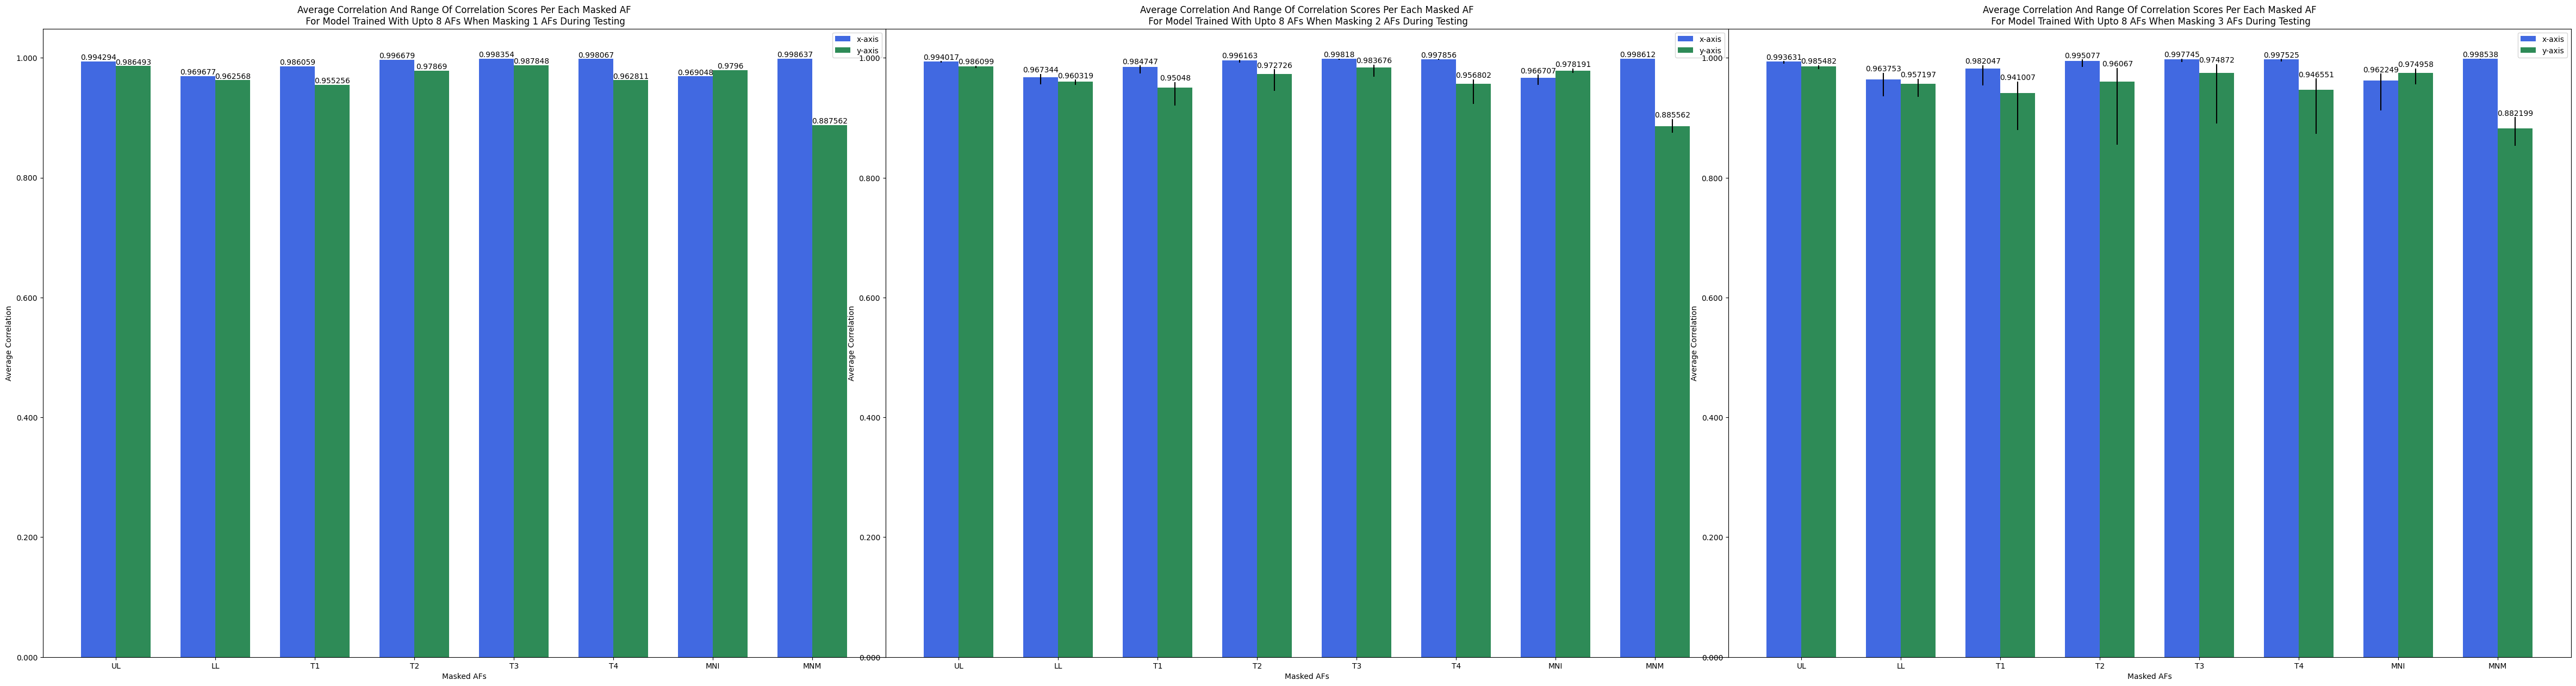 Average Correlation And Range Of Correlation Scores Per Each Masked AF
For Model Trained With Upto 8 AFs When Masking 1 AFs During Testing
x-axis
y-axis
0.994294
0.986493
0.969677
0.962568
0.986059
0.955256
0.996679
0.97869
0.998354
0.987848
0.998067
0.962811
0.969048
0.9796
0.998637
0.887562
1.000
0.800
0.600
0.400
0.200
0.000
Average Correlation
UL
LL
T1
T2
T3
T4
MNI
MNM
Masked AFs
Average Correlation And Range Of Correlation Scores Per Each Masked AF
For Model Trained With Upto 8 AFs When Masking 2 AFs During Testing
x-axis
y-axis
0.994017
0.986099
0.967344
0.960319
0.984747
0.95048
0.996163
0.972726
0.99818
0.983676
0.997856
0.956802
0.966707
0.978191
0.998612
0.885562
1.000
0.800
0.600
0.400
0.200
0.000
Average Correlation
UL
LL
T1
T2
T3
T4
MNI
MNM
Masked AFs
Average Correlation And Range Of Correlation Scores Per Each Masked AF
For Model Trained With Upto 8 AFs When Masking 3 AFs During Testing
x-axis
y-axis
0.993631
0.985482
0.963753
0.957197
0.982047
0.941007
0.995077
0.96067
0.997745
0.974872
0.997525
0.946551
0.962249
0.974958
0.998538
0.882199
1.000
0.800
0.600
0.400
0.200
0.000
Average Correlation
UL
LL
T1
T2
T3
T4
MNI
MNM
Masked AFs